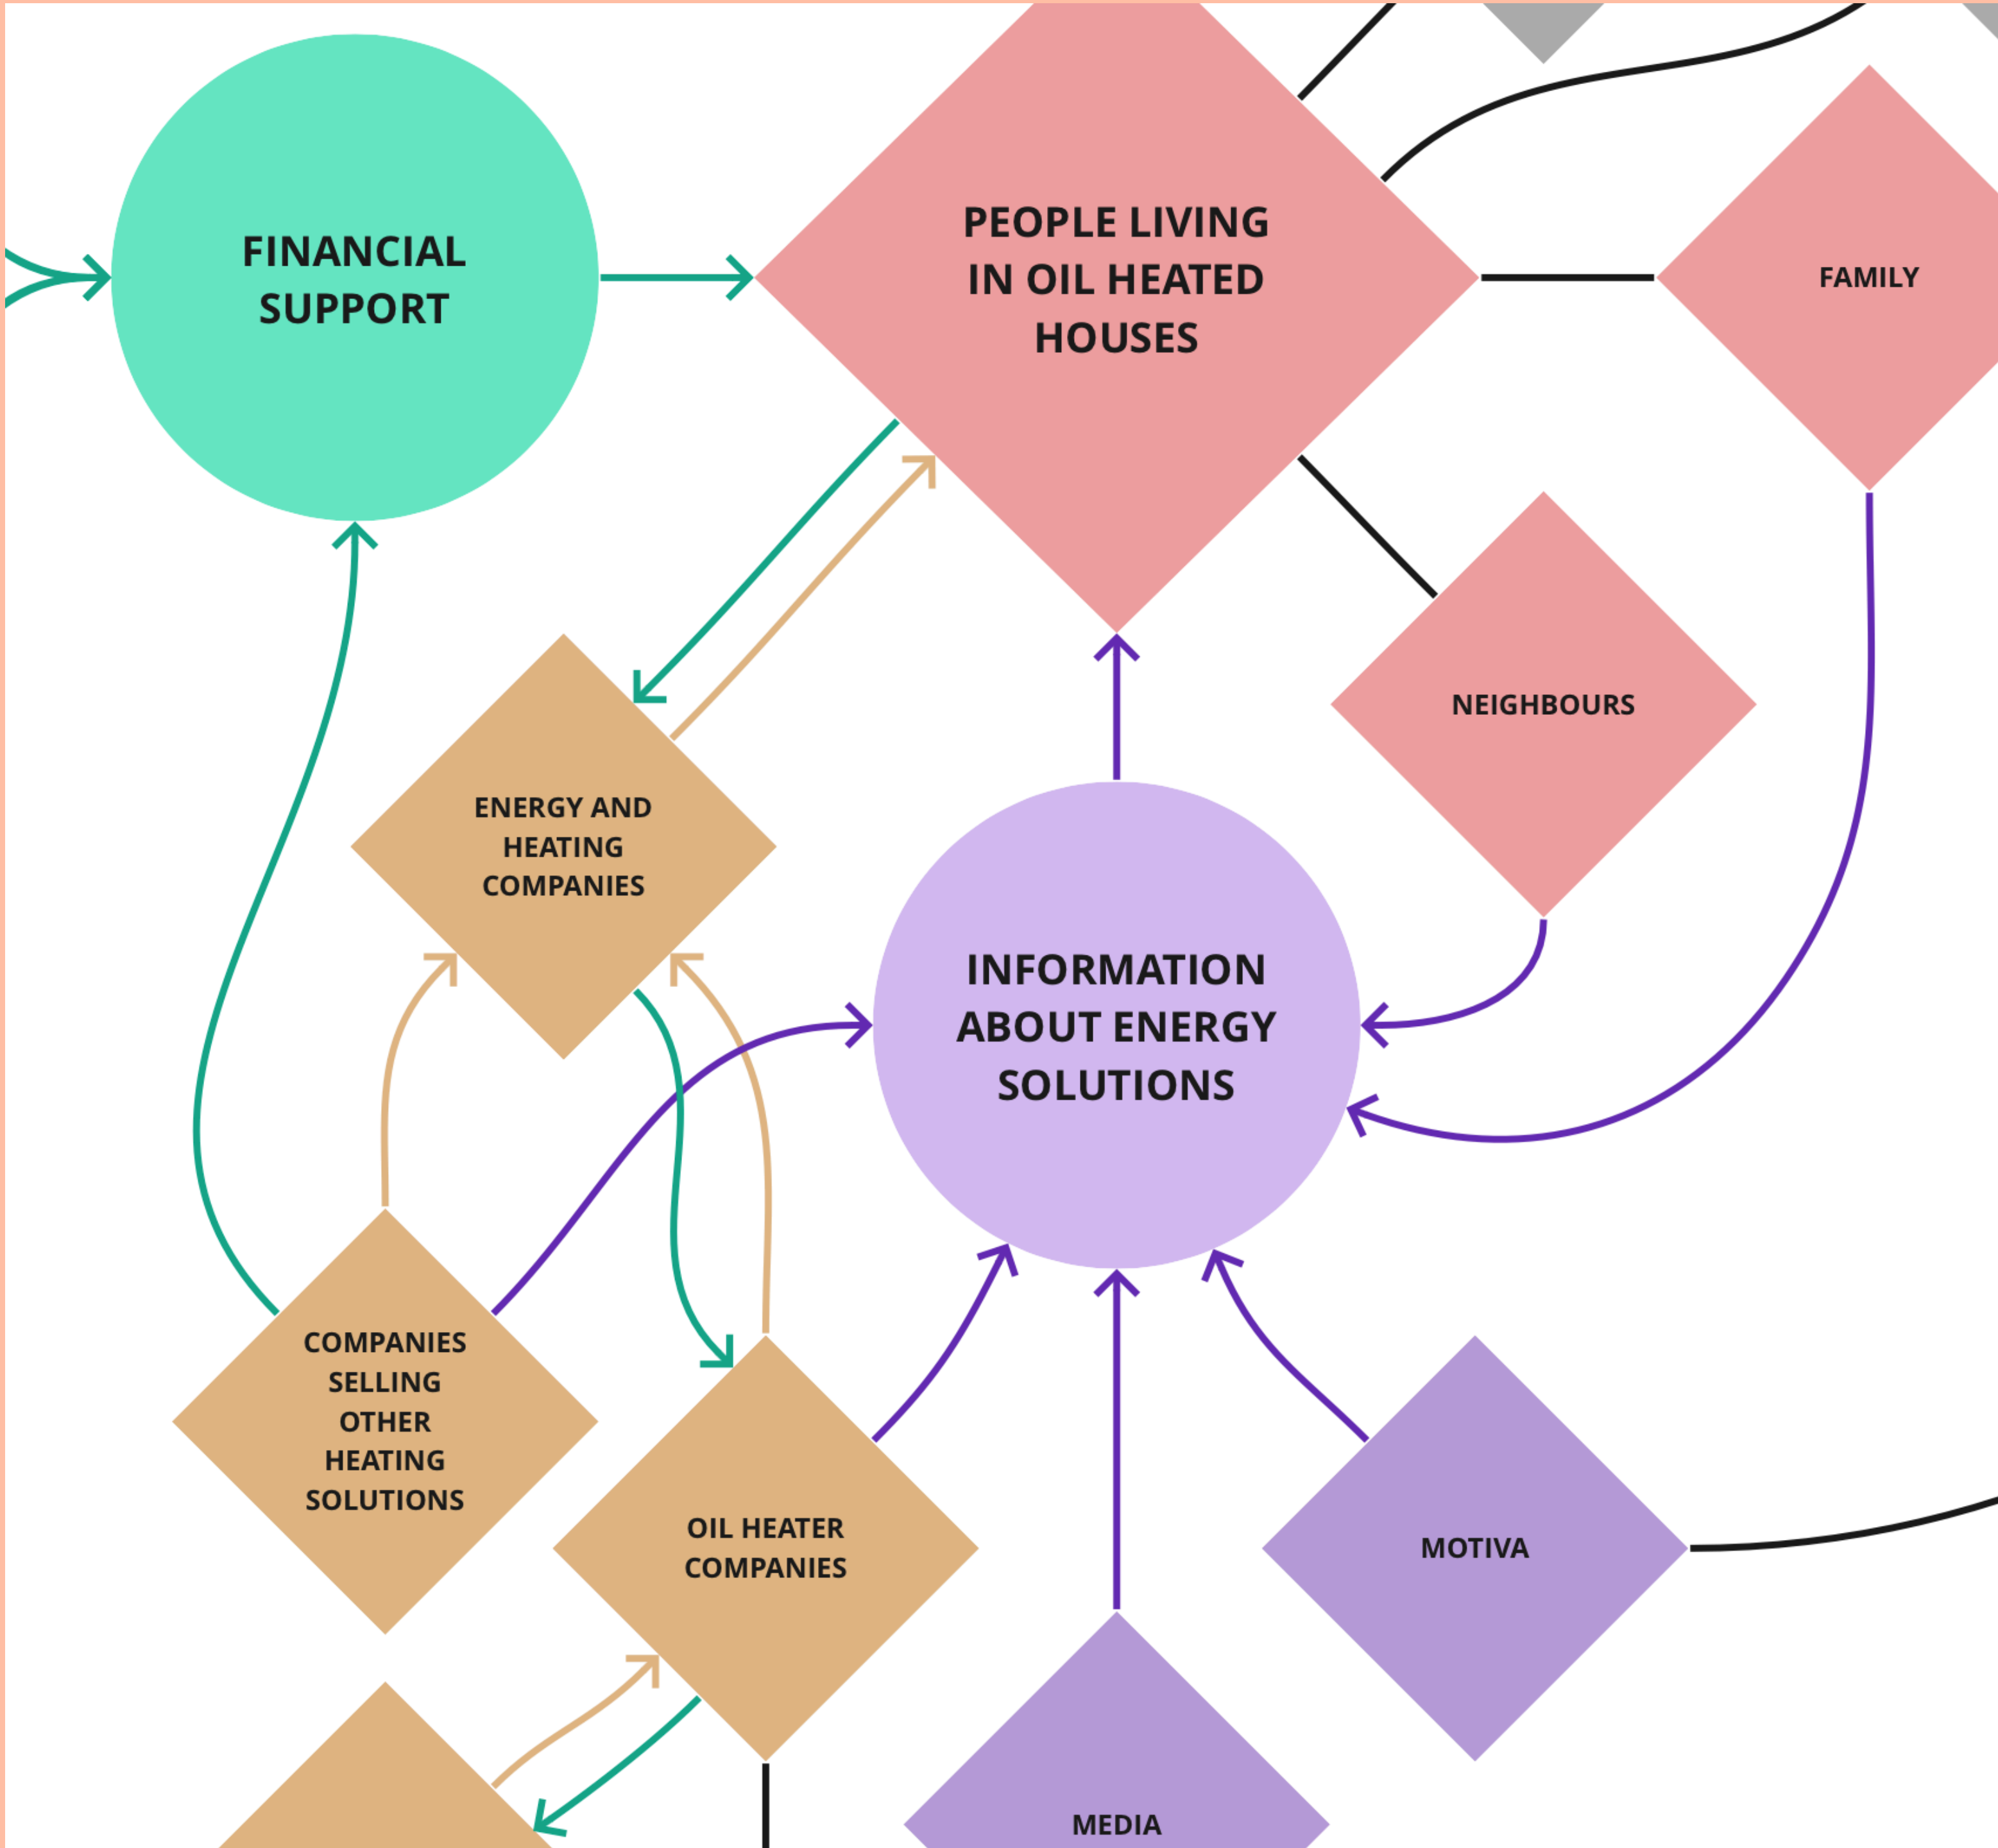 FINANCIAL
SUPPORT
PEOPLE LIVING
IN OIL HEATED
HOUSES
FAMILY
NEIGHBOURS
ENERGY AND
HEATING
COMPANIES
INFORMATION
ABOUT ENERGY
SOLUTIONS
COMPANIES
SELLING
OTHER
HEATING
SOLUTIONS
OIL HEATER
COMPANIES
MOTIVA
MEDIA